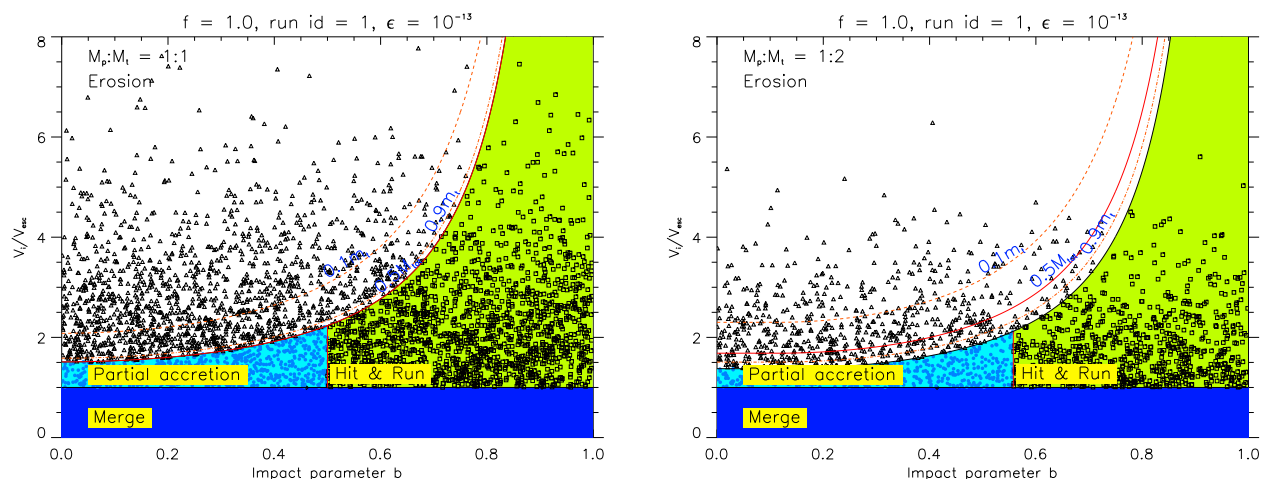 f = 1.0, run id = 1, ϵ = 10⁻¹³
Mₚ:Mₜ = 1:1
Erosion
0.1mₜ
0.9mₜ
Partial accretion
Hit & Run
Merge
8
6
4
2
0
Vᵢ/Vₑₛ꜀
0.0 0.2 0.4 0.6 0.8 1.0
Impact parameter b
f = 1.0, run id = 1, ϵ = 10⁻¹³
Mₚ:Mₜ = 1:2
Erosion
0.1mₜ
0.5Mₜₒₜ
0.9mₜ
Partial accretion
Hit & Run
Merge
8
6
4
2
0
Vᵢ/Vₑₛ꜀
0.0 0.2 0.4 0.6 0.8 1.0
Impact parameter b